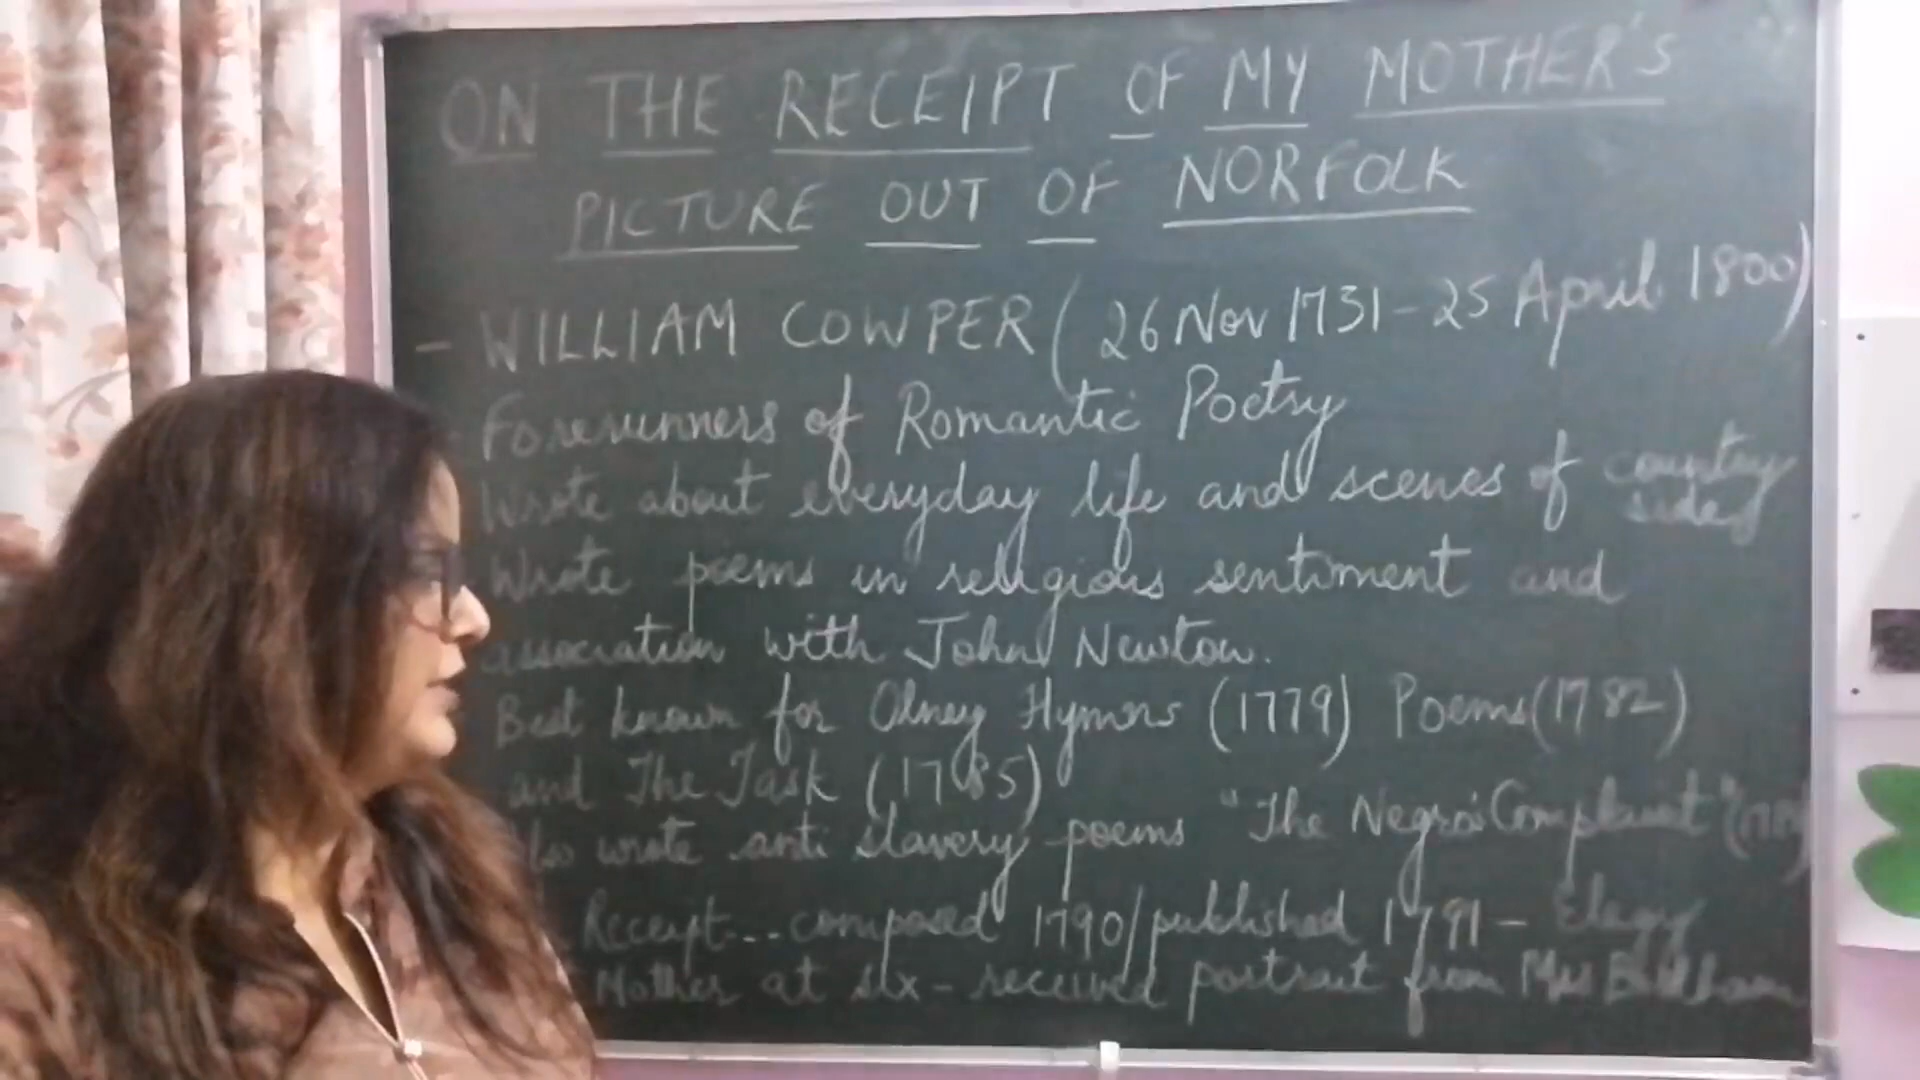 ON THE RECEIPT OF MY MOTHER'S
PICTURE OUT OF NORFOLK
- WILLIAM COWPER (26 Nov 1731 - 25 April 1800)
Forerunners of Romantic Poetry
Wrote about everyday life and scenes of country
side
Wrote poems in religious sentiment and
association with John Newton.
Best known for Olney Hymns (1779) Poems (1782)
and The Task (1785)
wrote anti slavery poems "The Negro's Complaint"
Receipt... composed 1790/published 1791 - Elegy
Mother at six - received portrait from Mrs